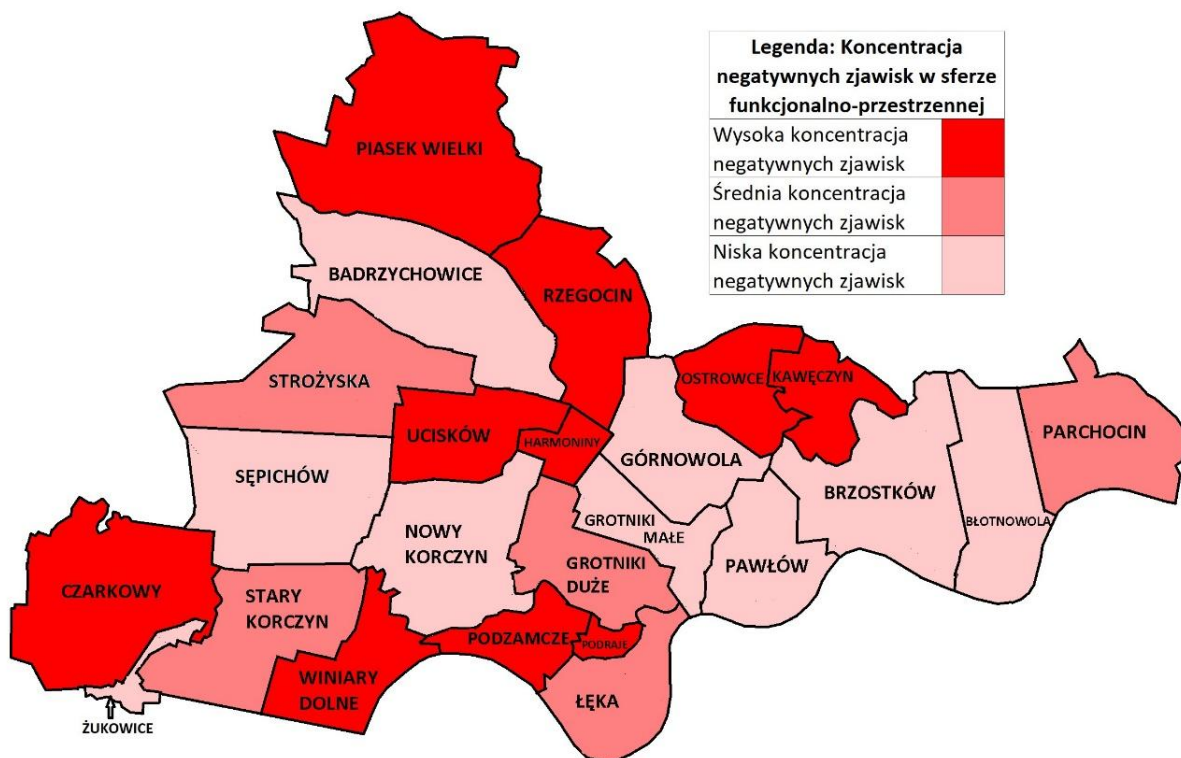 Legenda: Koncentracja
negatywnych zjawisk w sferze
funkcjonalno-przestrzennej
Wysoka koncentracja
negatywnych zjawisk
Średnia koncentracja
negatywnych zjawisk
Niska koncentracja
negatywnych zjawisk
PIASEK WIELKI
BADRZYCHOWICE
RZEGOCIN
STROŻYSKA
OSTROWCE
KAWĘCZYN
UCISKÓW
HARMONINY
GÓRNOWOLA
PARCHOCIN
SĘPICHÓW
BRZOSTKÓW
NOWY
KORCZYN
GROTNIKI
MAŁE
BŁOTNOWOLA
GROTNIKI
DUŻE
PAWŁÓW
CZARKOWY
STARY
KORCZYN
PODZAMCZE
PODRAJE
WINIARY
DOLNE
ŁĘKA
ŻUKOWICE